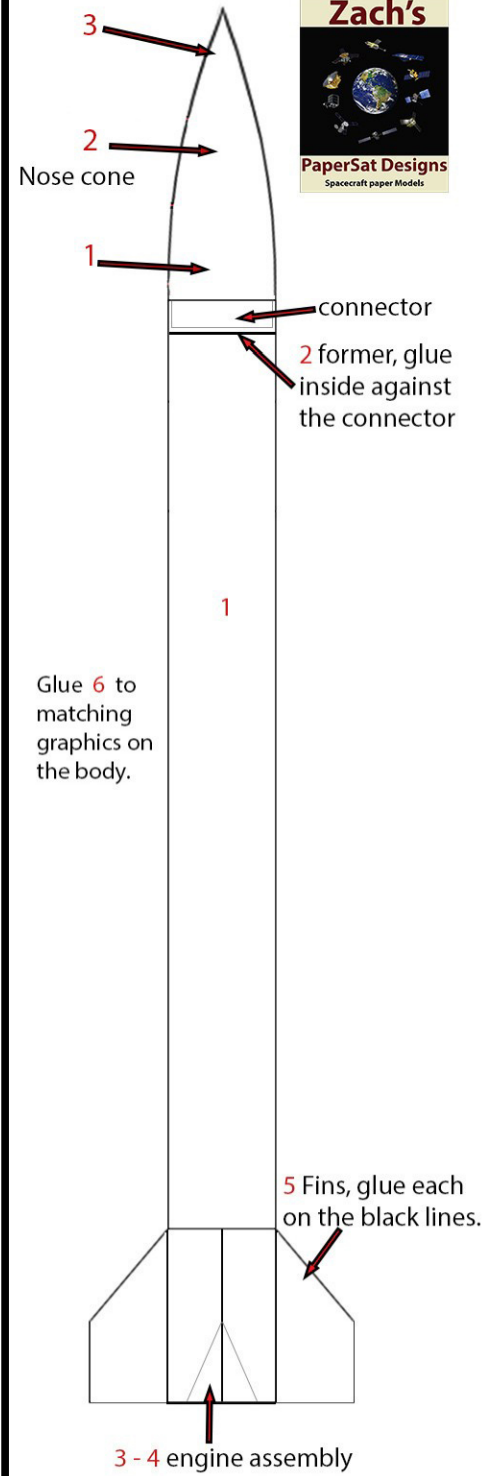 Zach's
PaperSat Designs
Spacecraft paper Models
3
2
Nose cone
1
connector
2 former, glue
inside against
the connector
1
Glue 6 to
matching
graphics on
the body.
5 Fins, glue each
on the black lines.
3 - 4 engine assembly